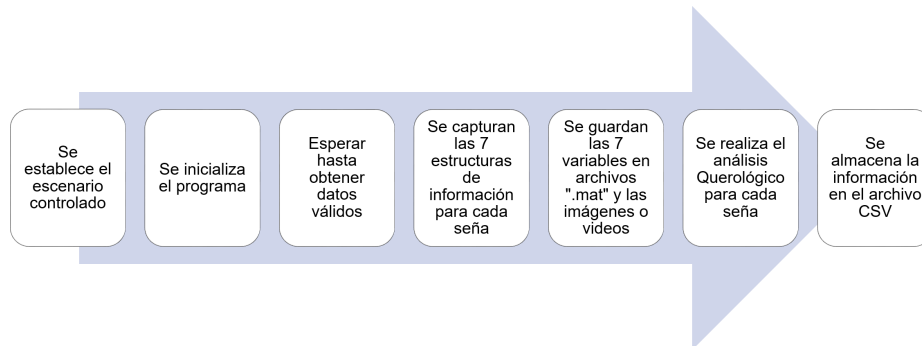 Se
establece el
escenario
controlado
Se inicializa
el programa
Esperar
hasta
obtener
datos
válidos
Se capturan
las 7
estructuras
de
información
para cada
seña
Se guardan
las 7
variables en
archivos
".mat" y las
imágenes o
videos
Se realiza el
análisis
Querológico
para cada
seña
Se
almacena la
información
en el archivo
CSV